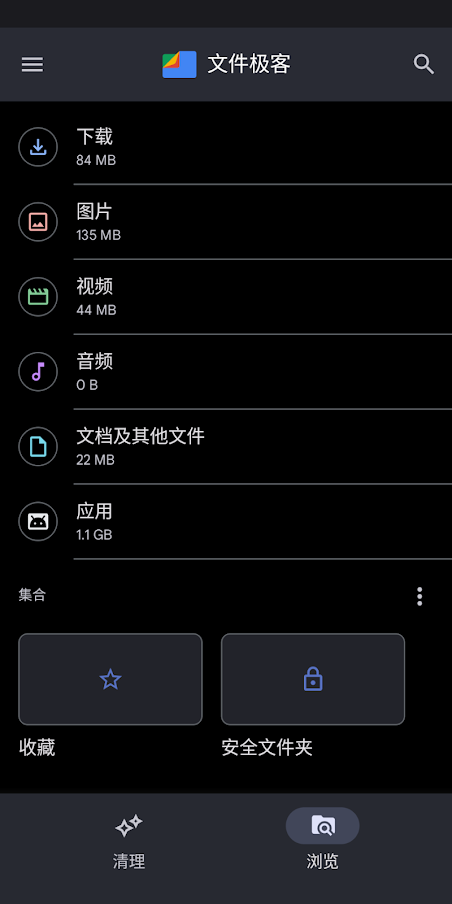 文件极客
下载
84 MB
图片
135 MB
视频
44 MB
音频
0 B
文档及其他文件
22 MB
应用
1.1 GB
集合
收藏
安全文件夹
清理
浏览